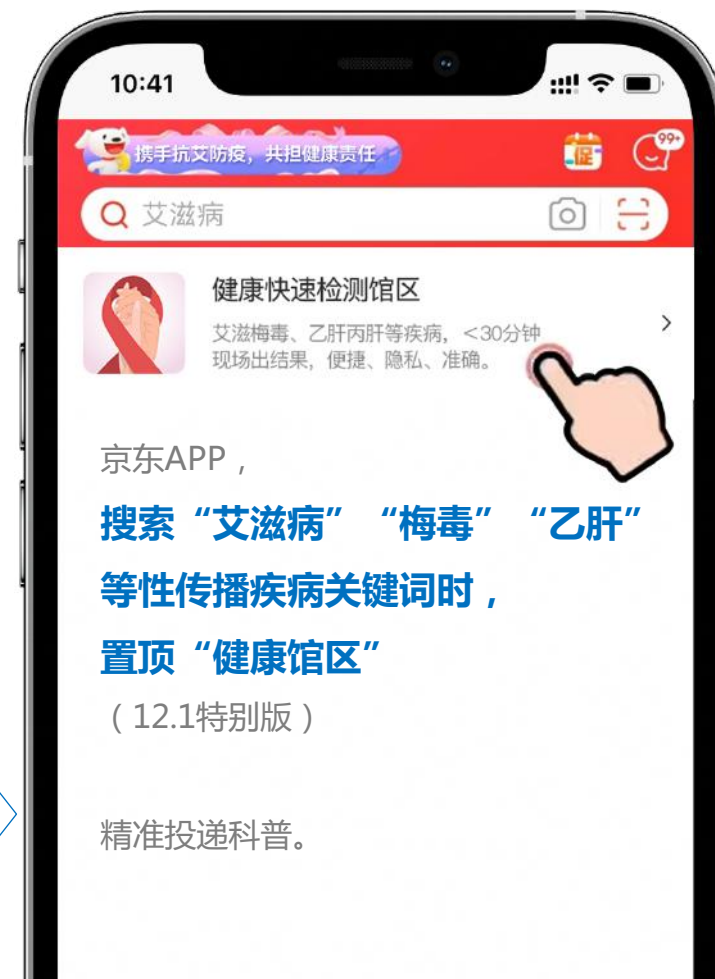 10:41
携手抗艾防疫，共担健康责任
促
99+
艾滋病
健康快速检测馆区
艾滋梅毒、乙肝丙肝等疾病，＜30分钟
现场出结果，便捷、隐私、准确。
京东APP，
搜索“艾滋病”“梅毒”“乙肝”
等性传播疾病关键词时，
置顶“健康馆区”
（12.1特别版）
精准投递科普。